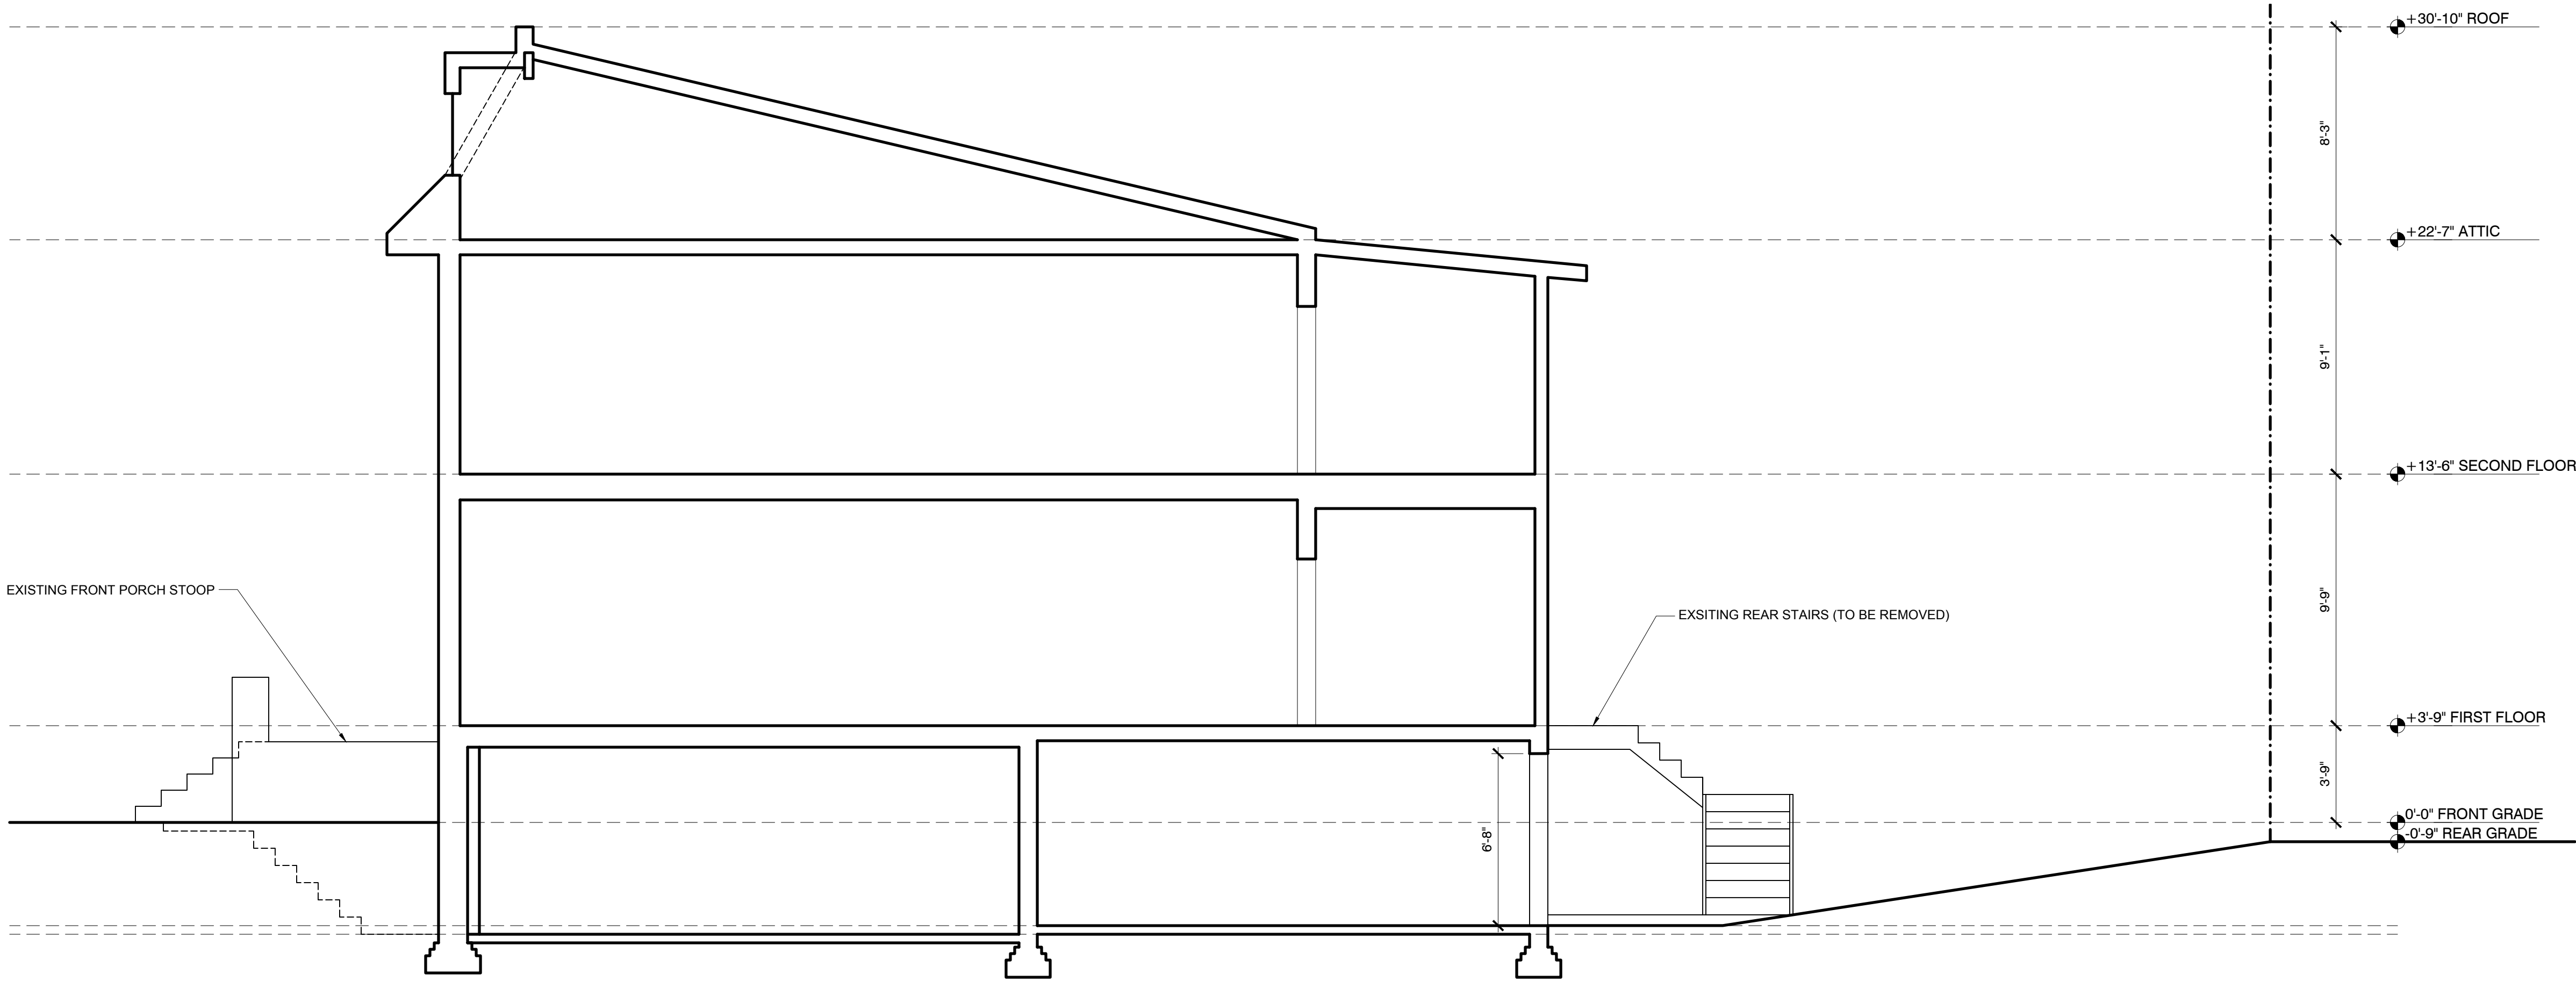 +30'-10" ROOF
8'-3"
+22'-7" ATTIC
9'-1"
+13'-6" SECOND FLOOR
EXISTING FRONT PORCH STOOP
9'-9"
EXSITING REAR STAIRS (TO BE REMOVED)
+3'-9" FIRST FLOOR
3'-9"
6'-8"
0'-0" FRONT GRADE
-0'-9" REAR GRADE